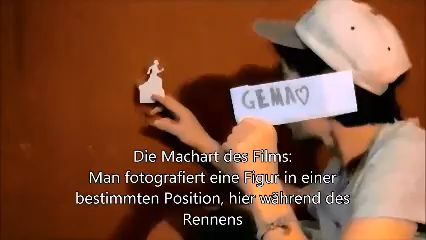 GEMA♡
Die Machart des Films:
Man fotografiert eine Figur in einer
bestimmten Position, hier während des
Rennens